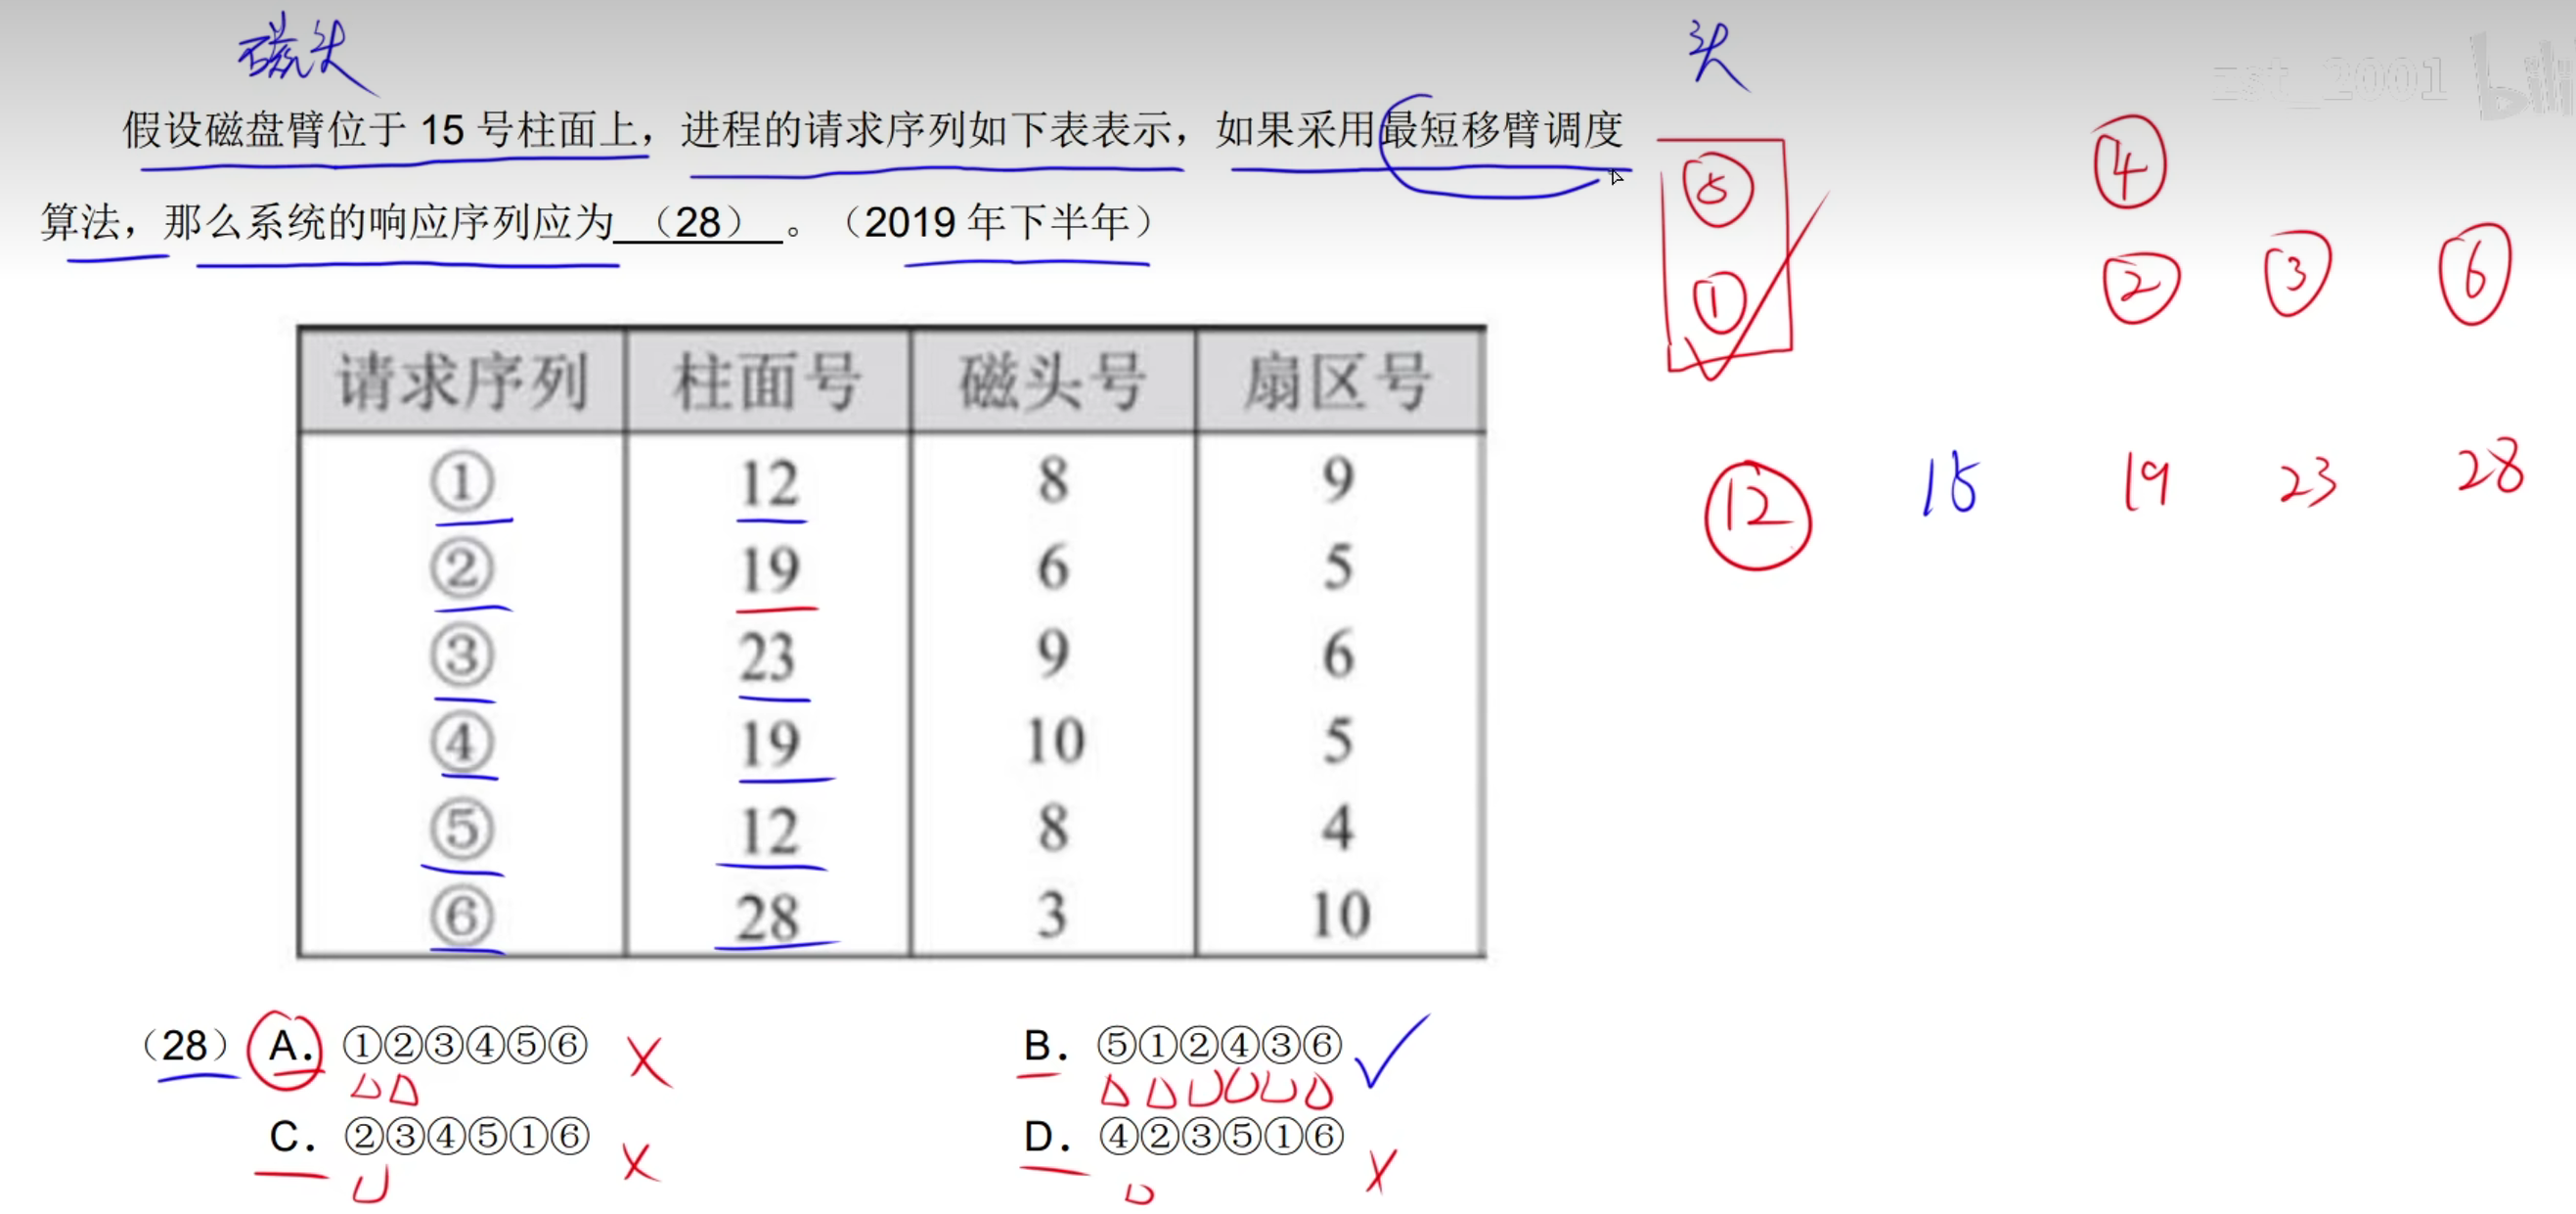 磁头
头
zst_2001 bili
假设磁盘臂位于 15 号柱面上，进程的请求序列如下表表示，如果采用最短移臂调度
算法，那么系统的响应序列应为 （28） 。（2019 年下半年）
⑤
④
①
②
③
⑥
12
15
19
23
28
请求序列 柱面号 磁头号 扇区号
① 12 8 9
② 19 6 5
③ 23 9 6
④ 19 10 5
⑤ 12 8 4
⑥ 28 3 10
（28） A. ①②③④⑤⑥ B. ⑤①②④③⑥
C. ②③④⑤①⑥ D. ④②③⑤①⑥